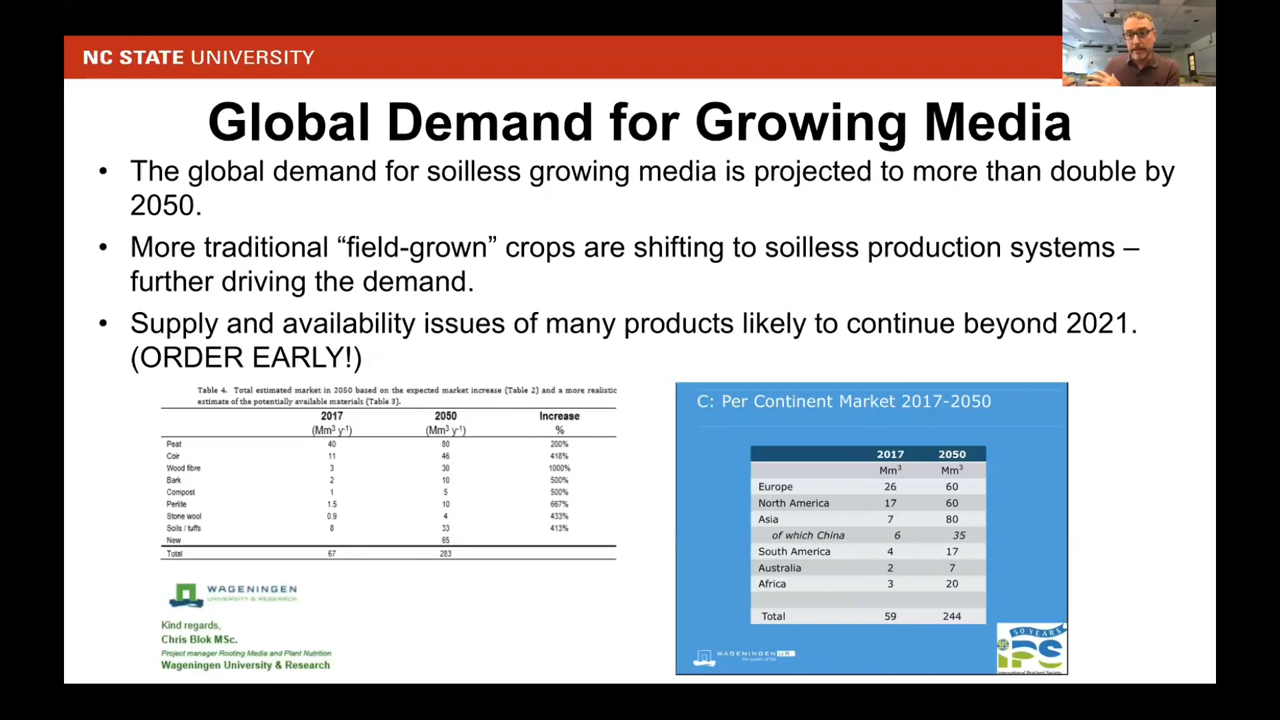 NC STATE UNIVERSITY
Global Demand for Growing Media
• The global demand for soilless growing media is projected to more than double by
2050.
• More traditional “field-grown” crops are shifting to soilless production systems –
further driving the demand.
• Supply and availability issues of many products likely to continue beyond 2021.
(ORDER EARLY!)
Table 4. Total estimated market in 2050 based on the expected market increase (Table 2) and a more realistic
estimate of the potentially available materials (Table 3).
2017 2050 Increase
(Mm³ y⁻¹) (Mm³ y⁻¹) %
Peat 40 80 200%
Coir 11 46 418%
Wood fibre 3 30 1000%
Bark 2 10 500%
Compost 1 5 500%
Perlite 1.5 10 667%
Stone wool 0.9 4 433%
Soils / tuffs 8 33 413%
New 65
Total 67 283
WAGENINGEN
UNIVERSITY & RESEARCH
Kind regards,
Chris Blok MSc.
Project manager Rooting Media and Plant Nutrition
Wageningen University & Research
C: Per Continent Market 2017-2050
2017 2050
Mm³ Mm³
Europe 26 60
North America 17 60
Asia 7 80
of which China 6 35
South America 4 17
Australia 2 7
Africa 3 20
Total 59 244
WAGENINGEN UR
50 YEARS
iPS
International Peatland Society